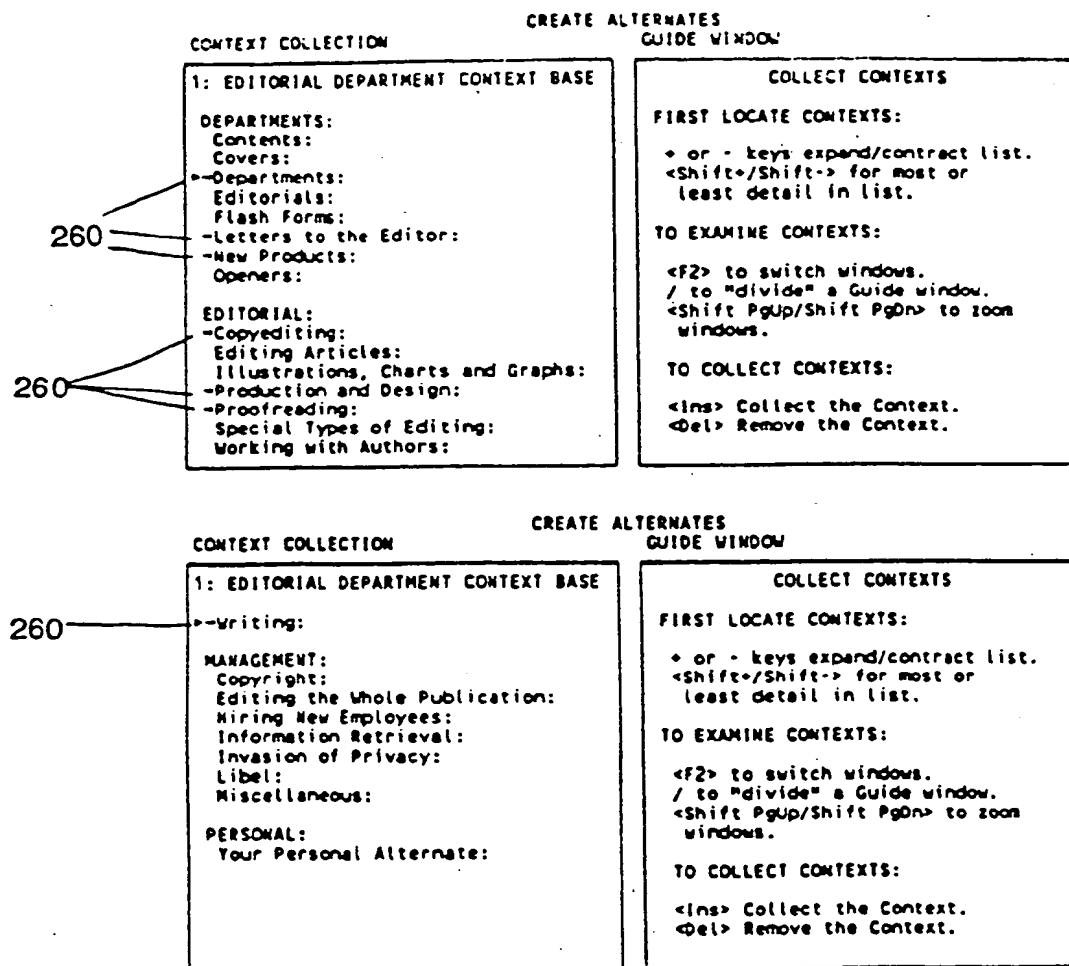 CREATE ALTERNATES
CONTEXT COLLECTION
GUIDE WINDOW
1: EDITORIAL DEPARTMENT CONTEXT BASE
DEPARTMENTS:
Contents:
Covers:
►-Departments:
Editorials:
Flash Forms:
-Letters to the Editor:
-New Products:
Openers:
EDITORIAL:
-Copyediting:
Editing Articles:
Illustrations, Charts and Graphs:
-Production and Design:
-Proofreading:
Special Types of Editing:
Working with Authors:
260
260
COLLECT CONTEXTS
FIRST LOCATE CONTEXTS:
+ or - keys expand/contract list.
<Shift+/Shift-> for most or
least detail in list.
TO EXAMINE CONTEXTS:
<F2> to switch windows.
/ to "divide" a Guide window.
<Shift PgUp/Shift PgDn> to zoom
windows.
TO COLLECT CONTEXTS:
<Ins> Collect the Context.
<Del> Remove the Context.
CREATE ALTERNATES
CONTEXT COLLECTION
GUIDE WINDOW
1: EDITORIAL DEPARTMENT CONTEXT BASE
260
►-Writing:
MANAGEMENT:
Copyright:
Editing the Whole Publication:
Hiring New Employees:
Information Retrieval:
Invasion of Privacy:
Libel:
Miscellaneous:
PERSONAL:
Your Personal Alternate:
COLLECT CONTEXTS
FIRST LOCATE CONTEXTS:
+ or - keys expand/contract list.
<Shift+/Shift-> for most or
least detail in list.
TO EXAMINE CONTEXTS:
<F2> to switch windows.
/ to "divide" a Guide window.
<Shift PgUp/Shift PgDn> to zoom
windows.
TO COLLECT CONTEXTS:
<Ins> Collect the Context.
<Del> Remove the Context.